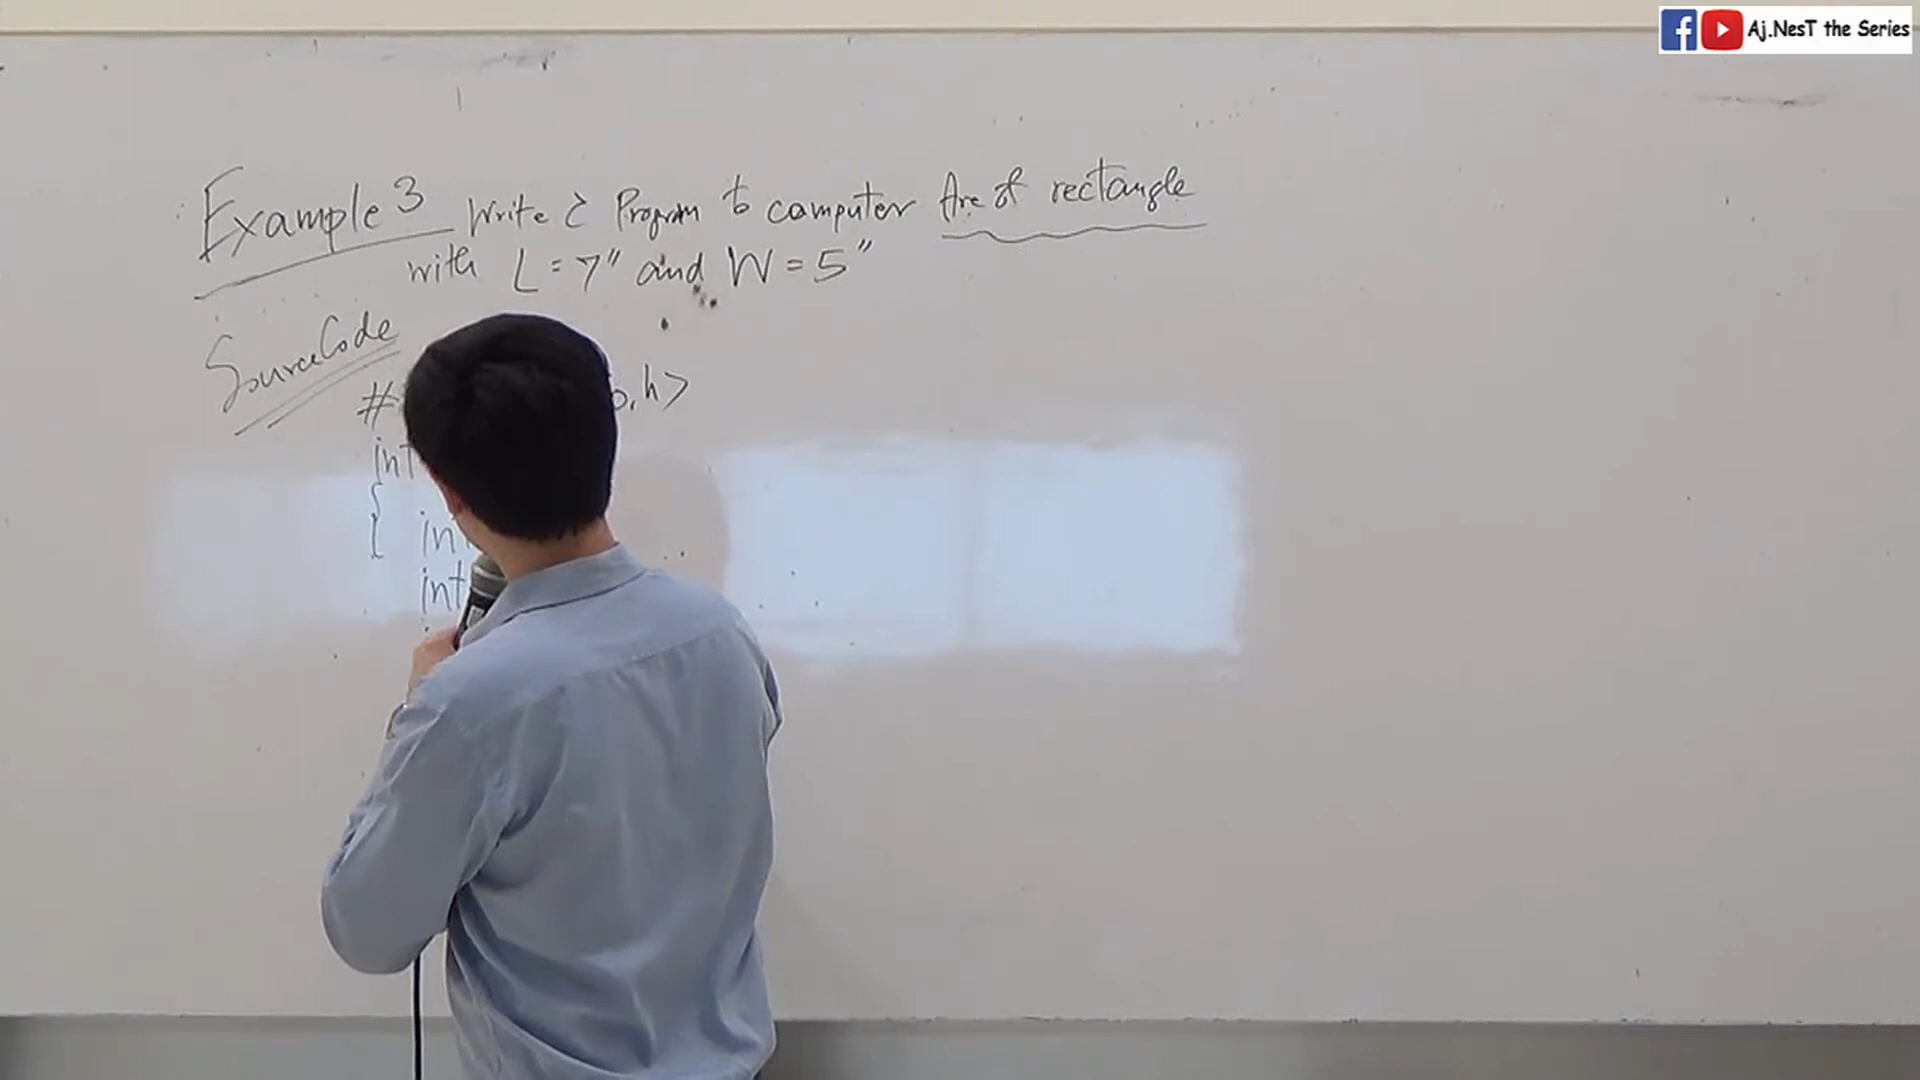 Aj.NesT the Series
Example 3 Write C Program to computer Are of rectangle
with L = 7" and W = 5"
SourceCode
# o.h>
int
{ int
int